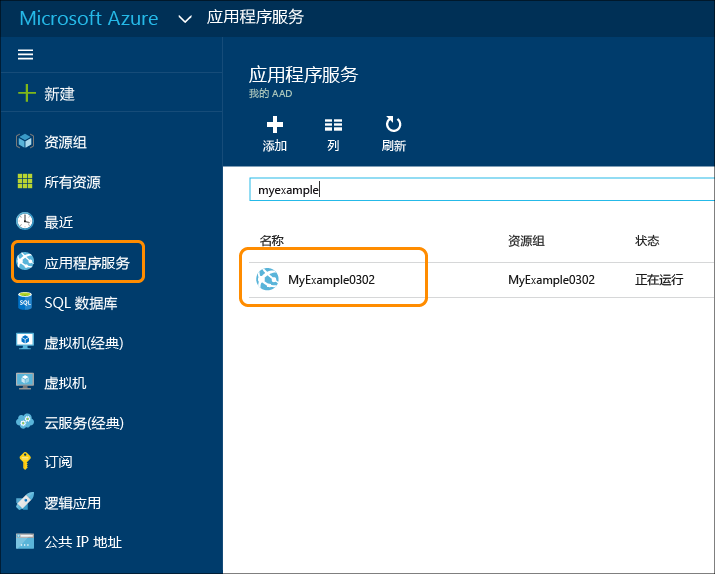 Microsoft Azure 应用程序服务
新建
资源组
所有资源
最近
应用程序服务
SQL 数据库
虚拟机(经典)
虚拟机
云服务(经典)
订阅
逻辑应用
公共 IP 地址
应用程序服务
我的 AAD
添加 列 刷新
myexample
名称 资源组 状态
MyExample0302 MyExample0302 正在运行